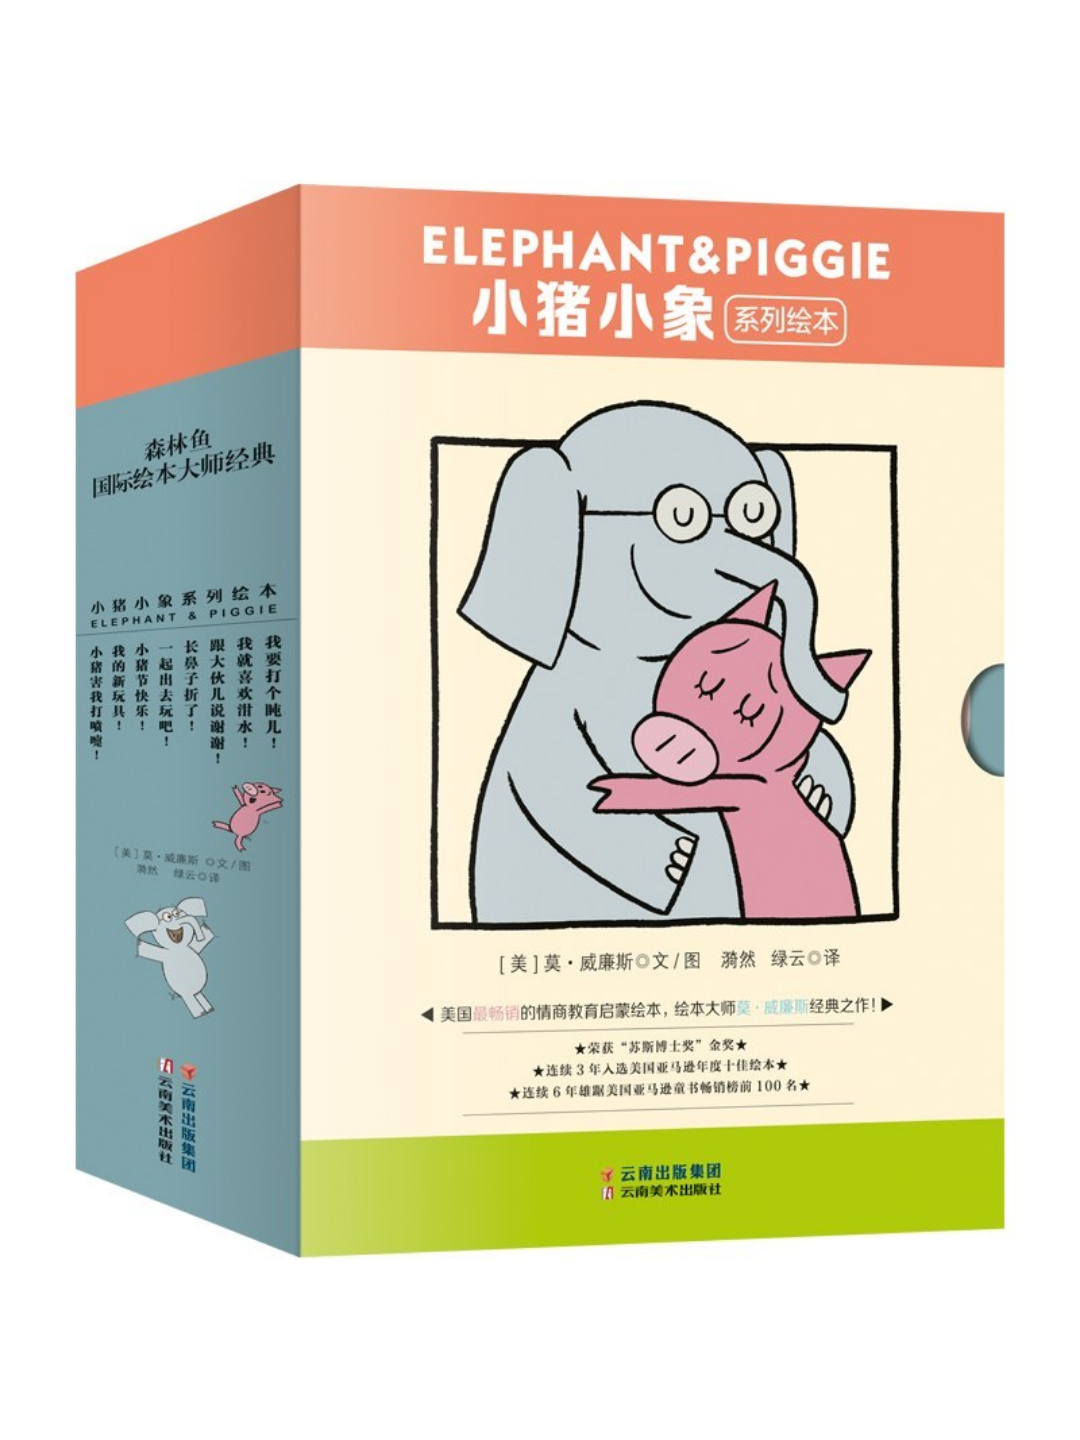 ELEPHANT&PIGGIE
小猪小象 系列绘本
[美]莫·威廉斯◎文/图 漪然 绿云◎译
◀美国最畅销的情商教育启蒙绘本，绘本大师莫·威廉斯经典之作！▶
★荣获“苏斯博士奖”金奖★
★连续3年入选美国亚马逊年度十佳绘本★
★连续6年雄踞美国亚马逊童书畅销榜前100名★
云南出版集团
云南美术出版社
森林鱼
国际绘本大师经典
小猪小象系列绘本
ELEPHANT & PIGGIE
我要打个盹儿！
我就喜欢泔水！
跟大伙儿说谢谢！
长鼻子折了！
一起出去玩吧！
小猪节快乐！
我的新玩具！
小猪害我打喷嚏！
[美]莫·威廉斯 ◎文/图
漪然 绿云◎译
云南出版集团
云南美术出版社